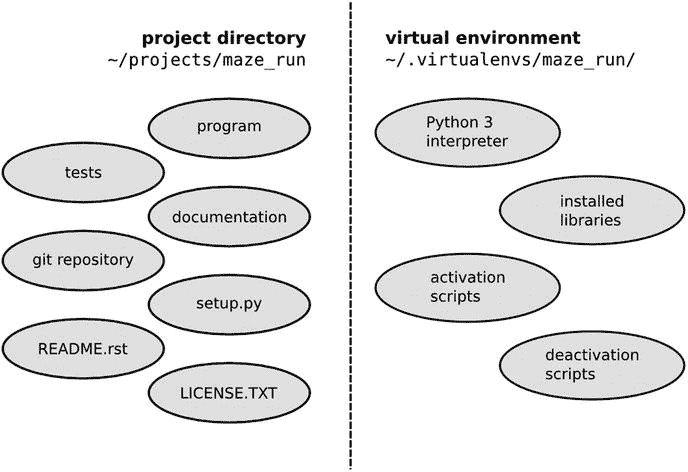 project directory
~/projects/maze_run
program
tests
documentation
git repository
setup.py
README.rst
LICENSE.TXT
virtual environment
~/.virtualenvs/maze_run/
Python 3
interpreter
installed
libraries
activation
scripts
deactivation
scripts